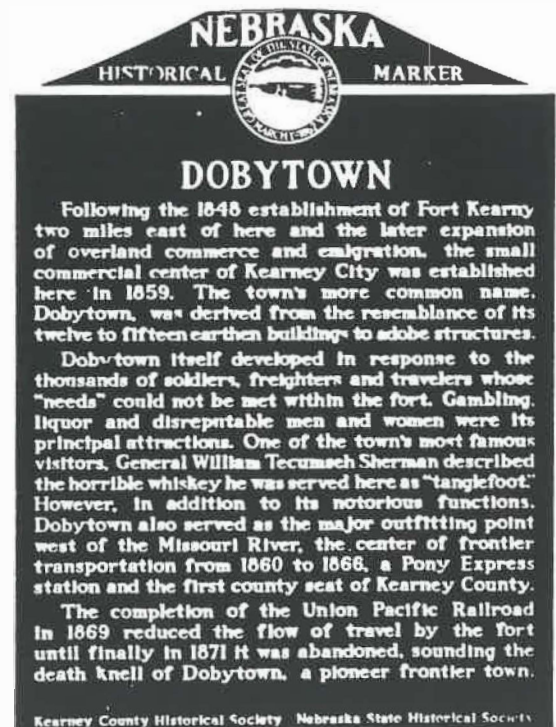 NEBRASKA
HISTORICAL MARKER
GREAT SEAL OF THE STATE OF NEBRASKA
DOBYTOWN
Following the 1848 establishment of Fort Kearny
two miles east of here and the later expansion
of overland commerce and emigration, the small
commercial center of Kearney City was established
here in 1859. The town's more common name,
Dobytown, was derived from the resemblance of its
twelve to fifteen earthen buildings to adobe structures.
Dobytown itself developed in response to the
thousands of soldiers, freighters and travelers whose
"needs" could not be met within the fort. Gambling,
liquor and disreputable men and women were its
principal attractions. One of the town's most famous
visitors, General William Tecumseh Sherman described
the horrible whiskey he was served here as "tanglefoot."
However, in addition to its notorious functions,
Dobytown also served as the major outfitting point
west of the Missouri River, the center of frontier
transportation from 1860 to 1866, a Pony Express
station and the first county seat of Kearney County.
The completion of the Union Pacific Railroad
in 1869 reduced the flow of travel by the fort
until finally in 1871 it was abandoned, sounding the
death knell of Dobytown, a pioneer frontier town.
Kearney County Historical Society Nebraska State Historical Society